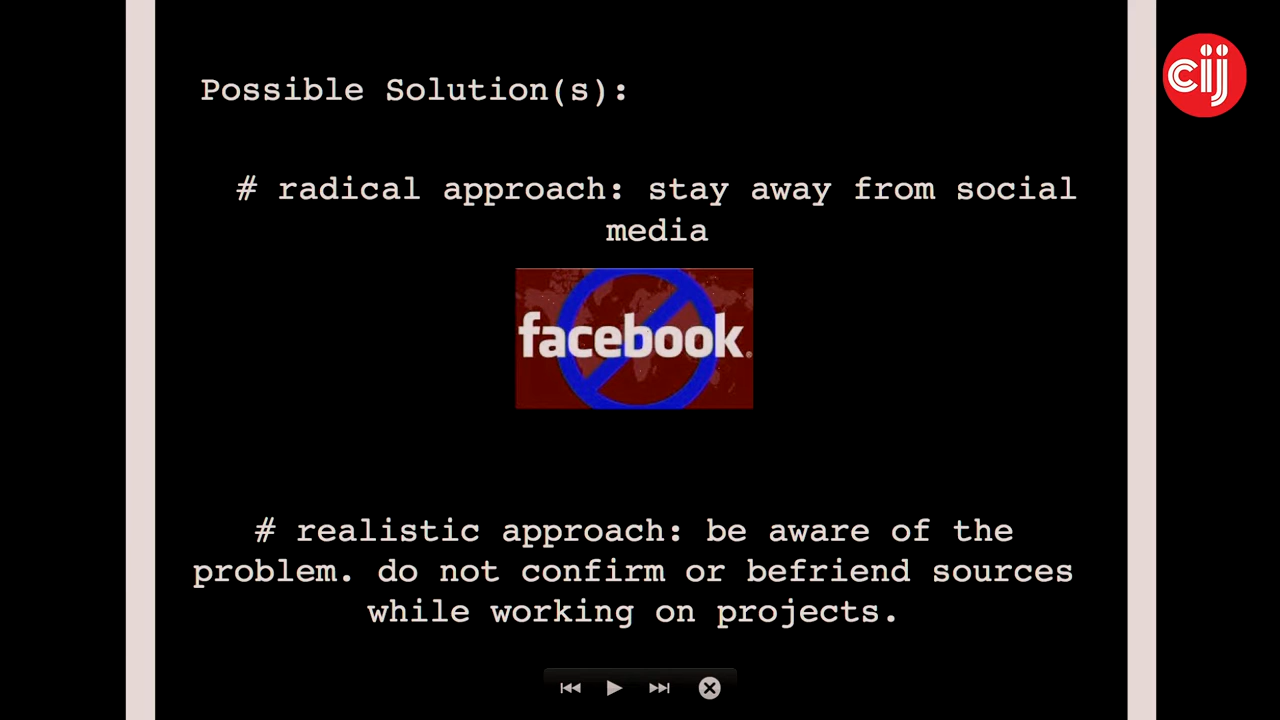 cij
Possible Solution(s):
# radical approach: stay away from social
media
facebook®
# realistic approach: be aware of the
problem. do not confirm or befriend sources
while working on projects.